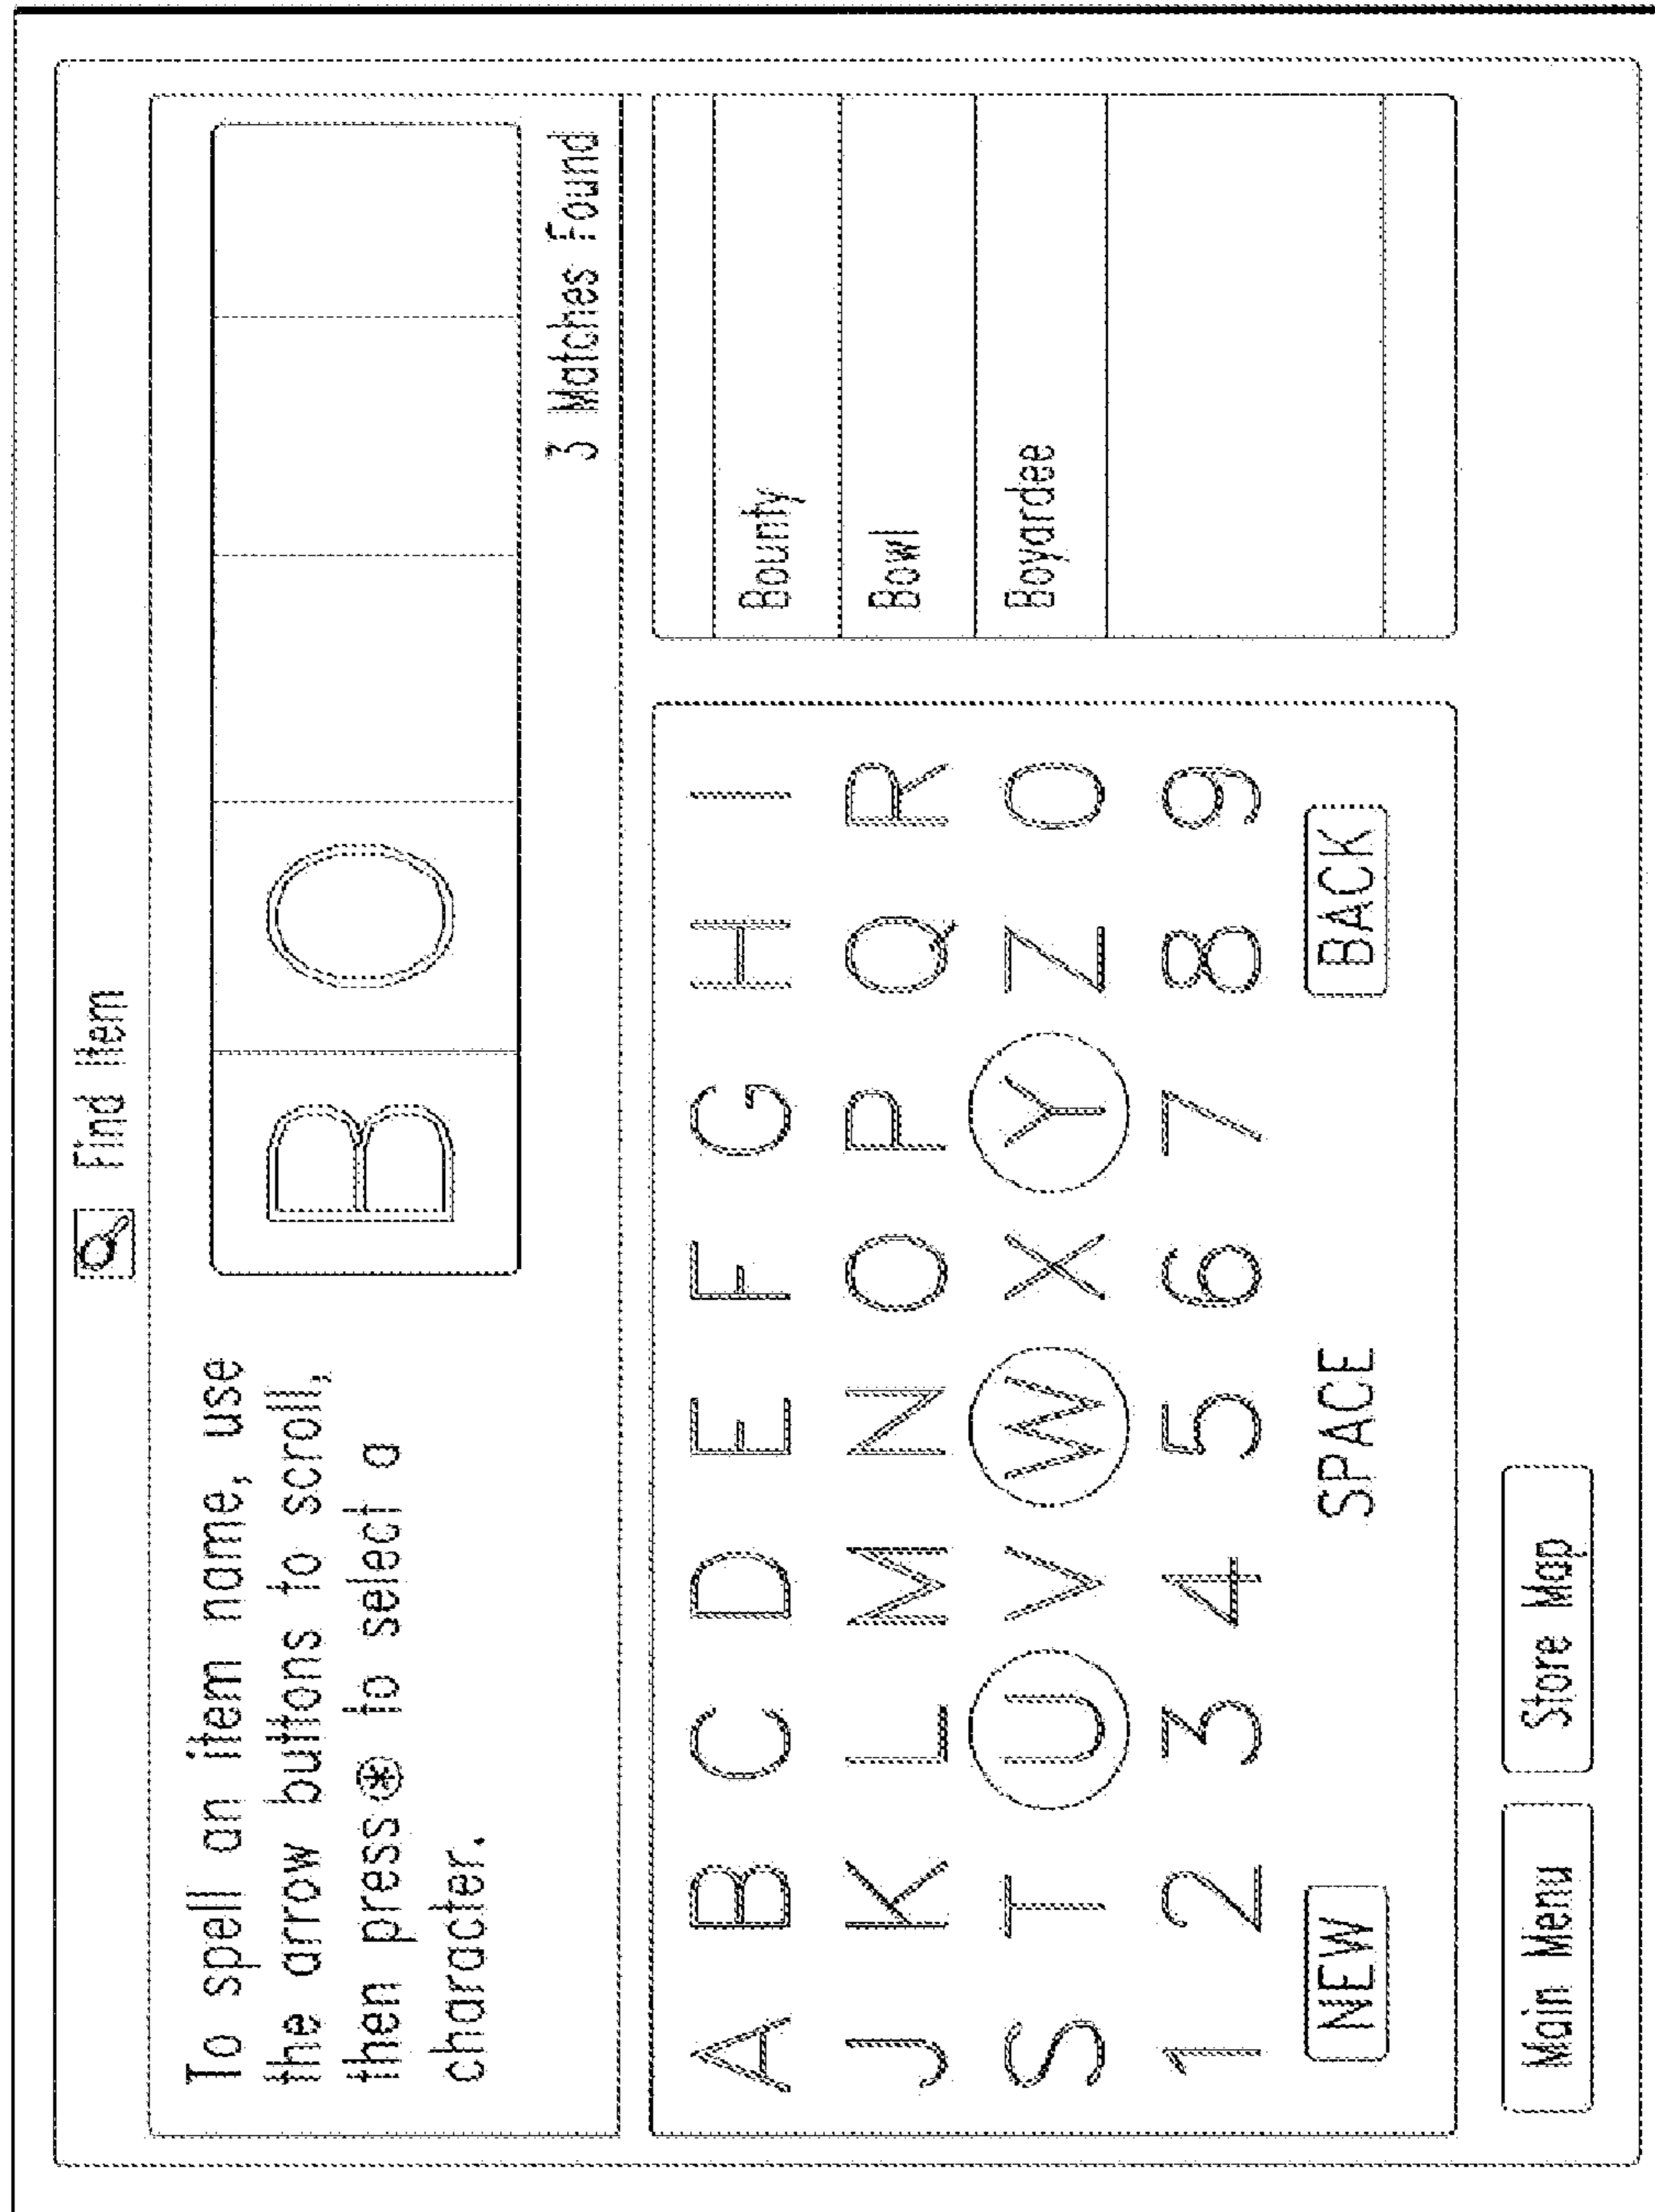 Find Item
To spell an item name, use
the arrow buttons to scroll,
then press ⊛ to select a
character.
B O
3 Matches Found
A B C D E F G H I
J K L M N O P Q R
S T U V W X Y Z 0
1 2 3 4 5 6 7 8 9
NEW SPACE BACK
Bounty
Bowl
Boyardee
Main Menu Store Map